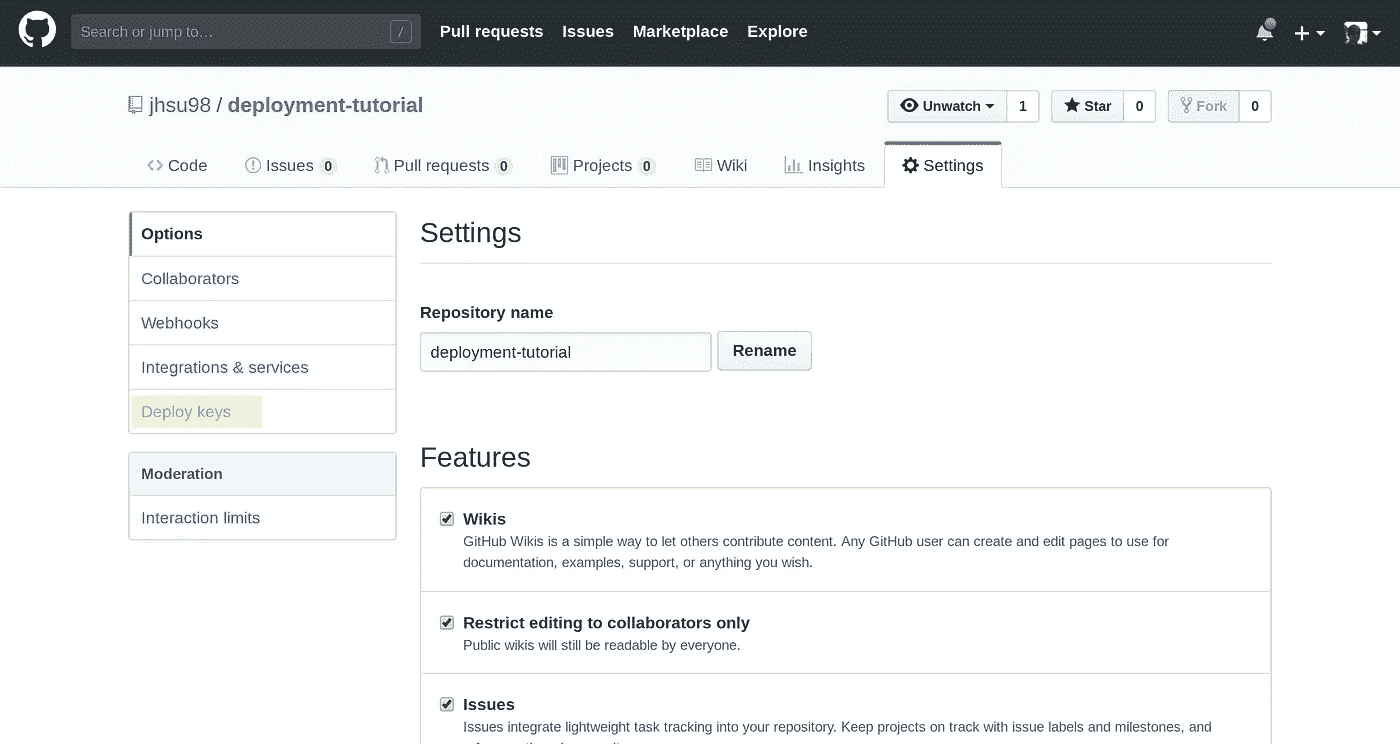 Search or jump to… /
Pull requests Issues Marketplace Explore
jhsu98 / deployment-tutorial
Unwatch 1 Star 0 Fork 0
Code Issues 0 Pull requests 0 Projects 0 Wiki Insights Settings
Options
Collaborators
Webhooks
Integrations & services
Deploy keys
Moderation
Interaction limits
Settings
Repository name
deployment-tutorial Rename
Features
Wikis
GitHub Wikis is a simple way to let others contribute content. Any GitHub user can create and edit pages to use for
documentation, examples, support, or anything you wish.
Restrict editing to collaborators only
Public wikis will still be readable by everyone.
Issues
Issues integrate lightweight task tracking into your repository. Keep projects on track with issue labels and milestones, and